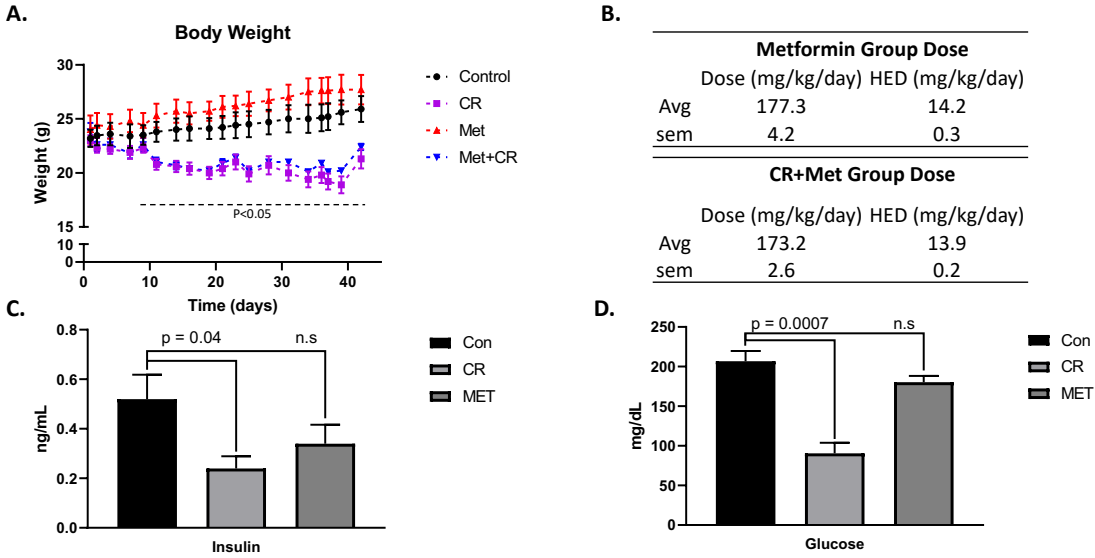 A.
Body Weight
30
25
20
15
10
0
Weight (g)
P<0.05
0 10 20 30 40 50
Time (days)
Control
CR
Met
Met+CR
B.
Metformin Group Dose
Dose (mg/kg/day) HED (mg/kg/day)
Avg 177.3 14.2
sem 4.2 0.3
CR+Met Group Dose
Dose (mg/kg/day) HED (mg/kg/day)
Avg 173.2 13.9
sem 2.6 0.2
C.
0.8
0.6
0.4
0.2
0.0
ng/mL
p = 0.04 n.s
Insulin
Con
CR
MET
D.
250
200
150
100
50
0
mg/dL
p = 0.0007 n.s
Glucose
Con
CR
MET